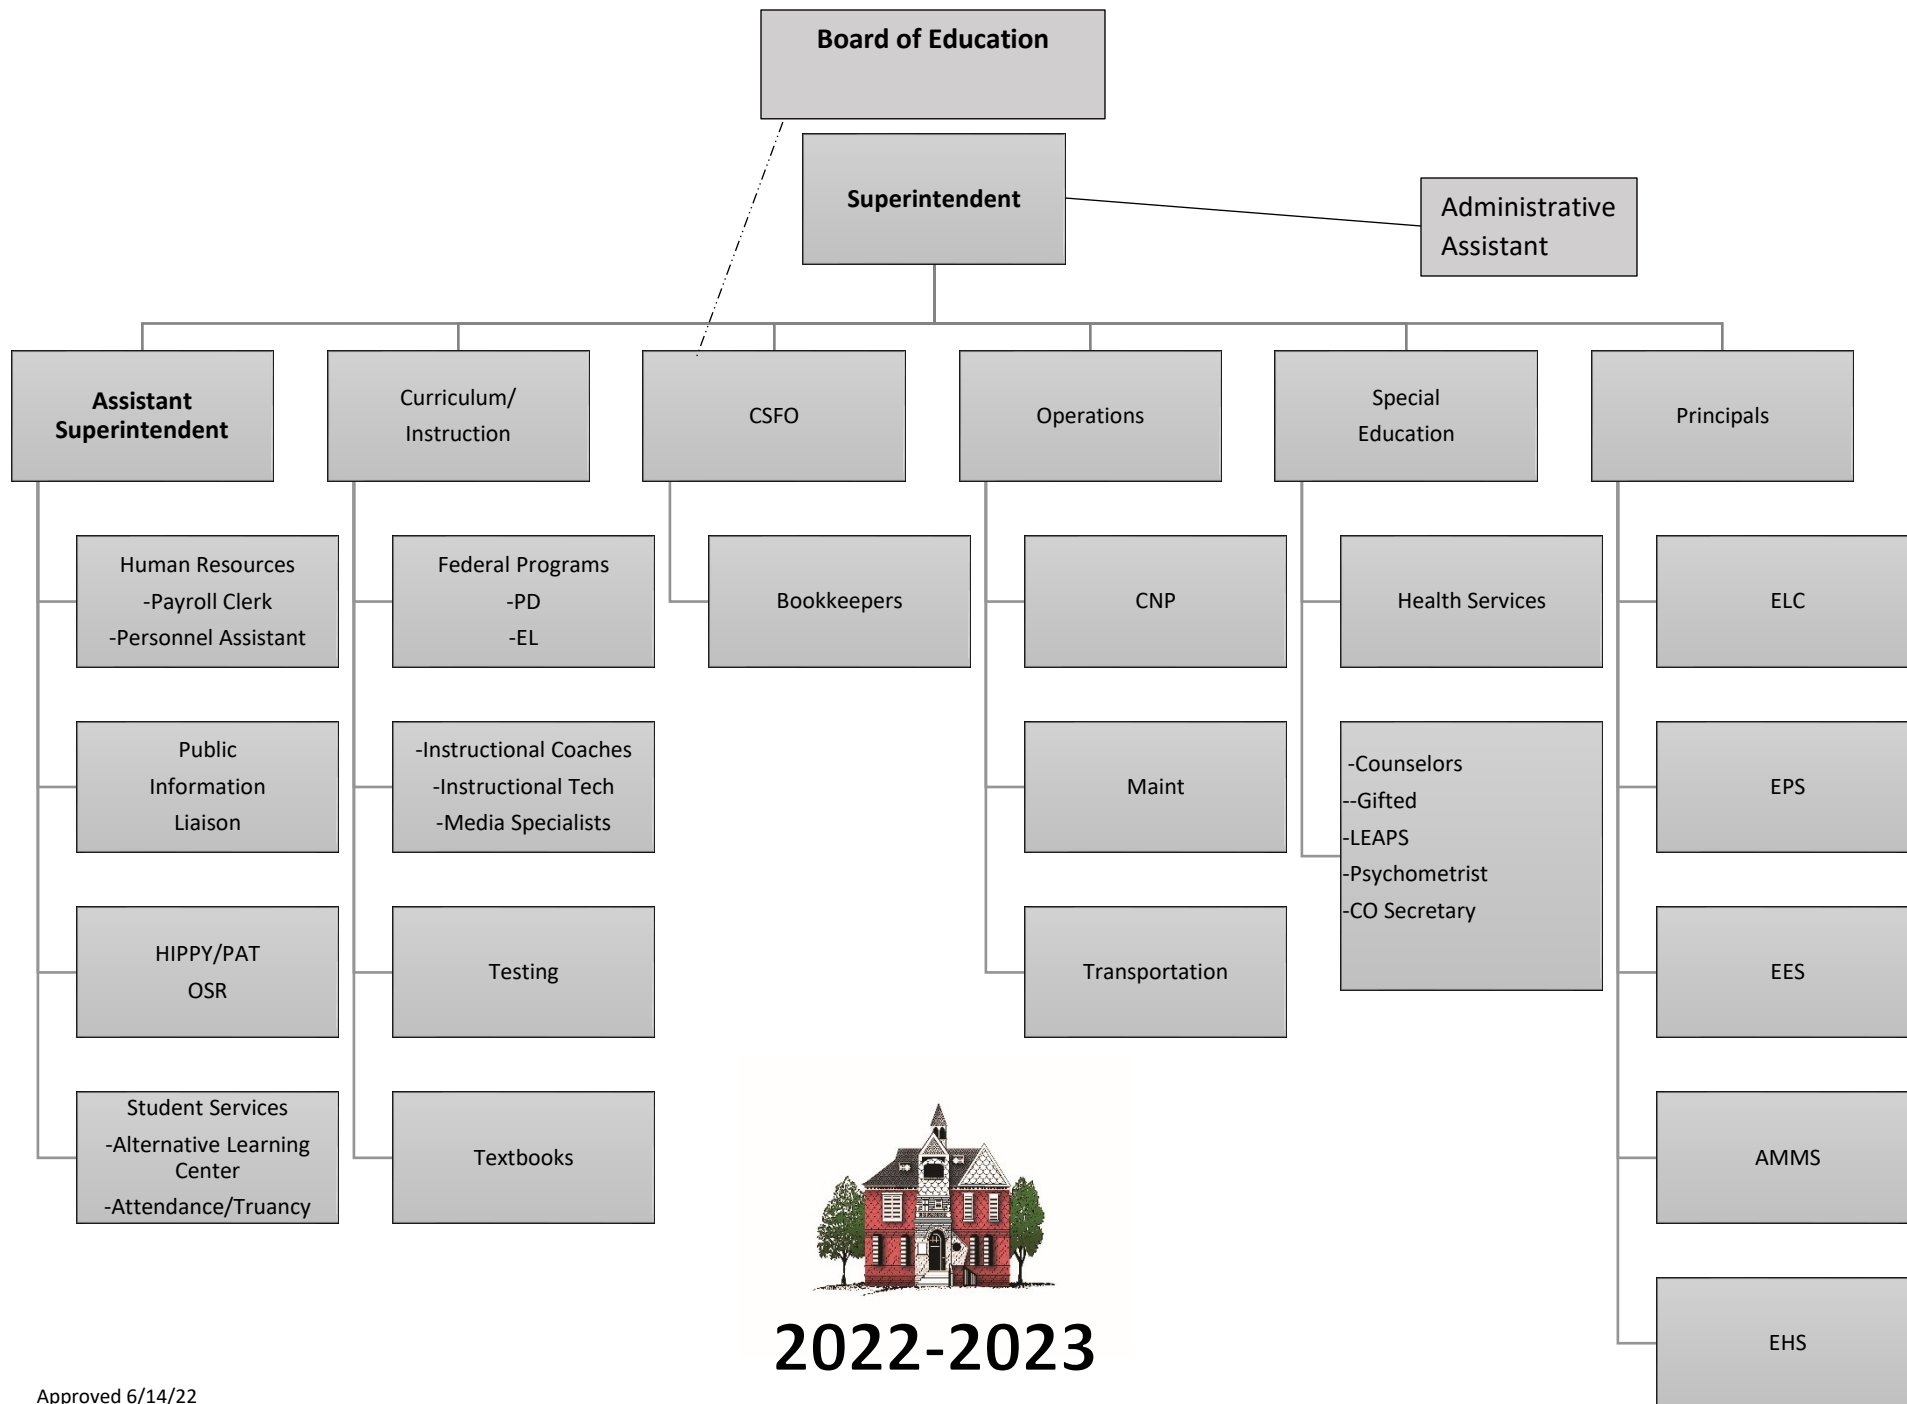 Board of Education
Superintendent
Administrative
Assistant
Assistant
Superintendent
Curriculum/
Instruction
CSFO
Operations
Special
Education
Principals
Human Resources
-Payroll Clerk
-Personnel Assistant
Federal Programs
-PD
-EL
Bookkeepers
CNP
Health Services
ELC
Public
Information
Liaison
-Instructional Coaches
-Instructional Tech
-Media Specialists
Maint
-Counselors
--Gifted
-LEAPS
-Psychometrist
-CO Secretary
EPS
HIPPY/PAT
OSR
Testing
Transportation
EES
Student Services
-Alternative Learning
Center
-Attendance/Truancy
Textbooks
AMMS
EHS
2022-2023
Approved 6/14/22